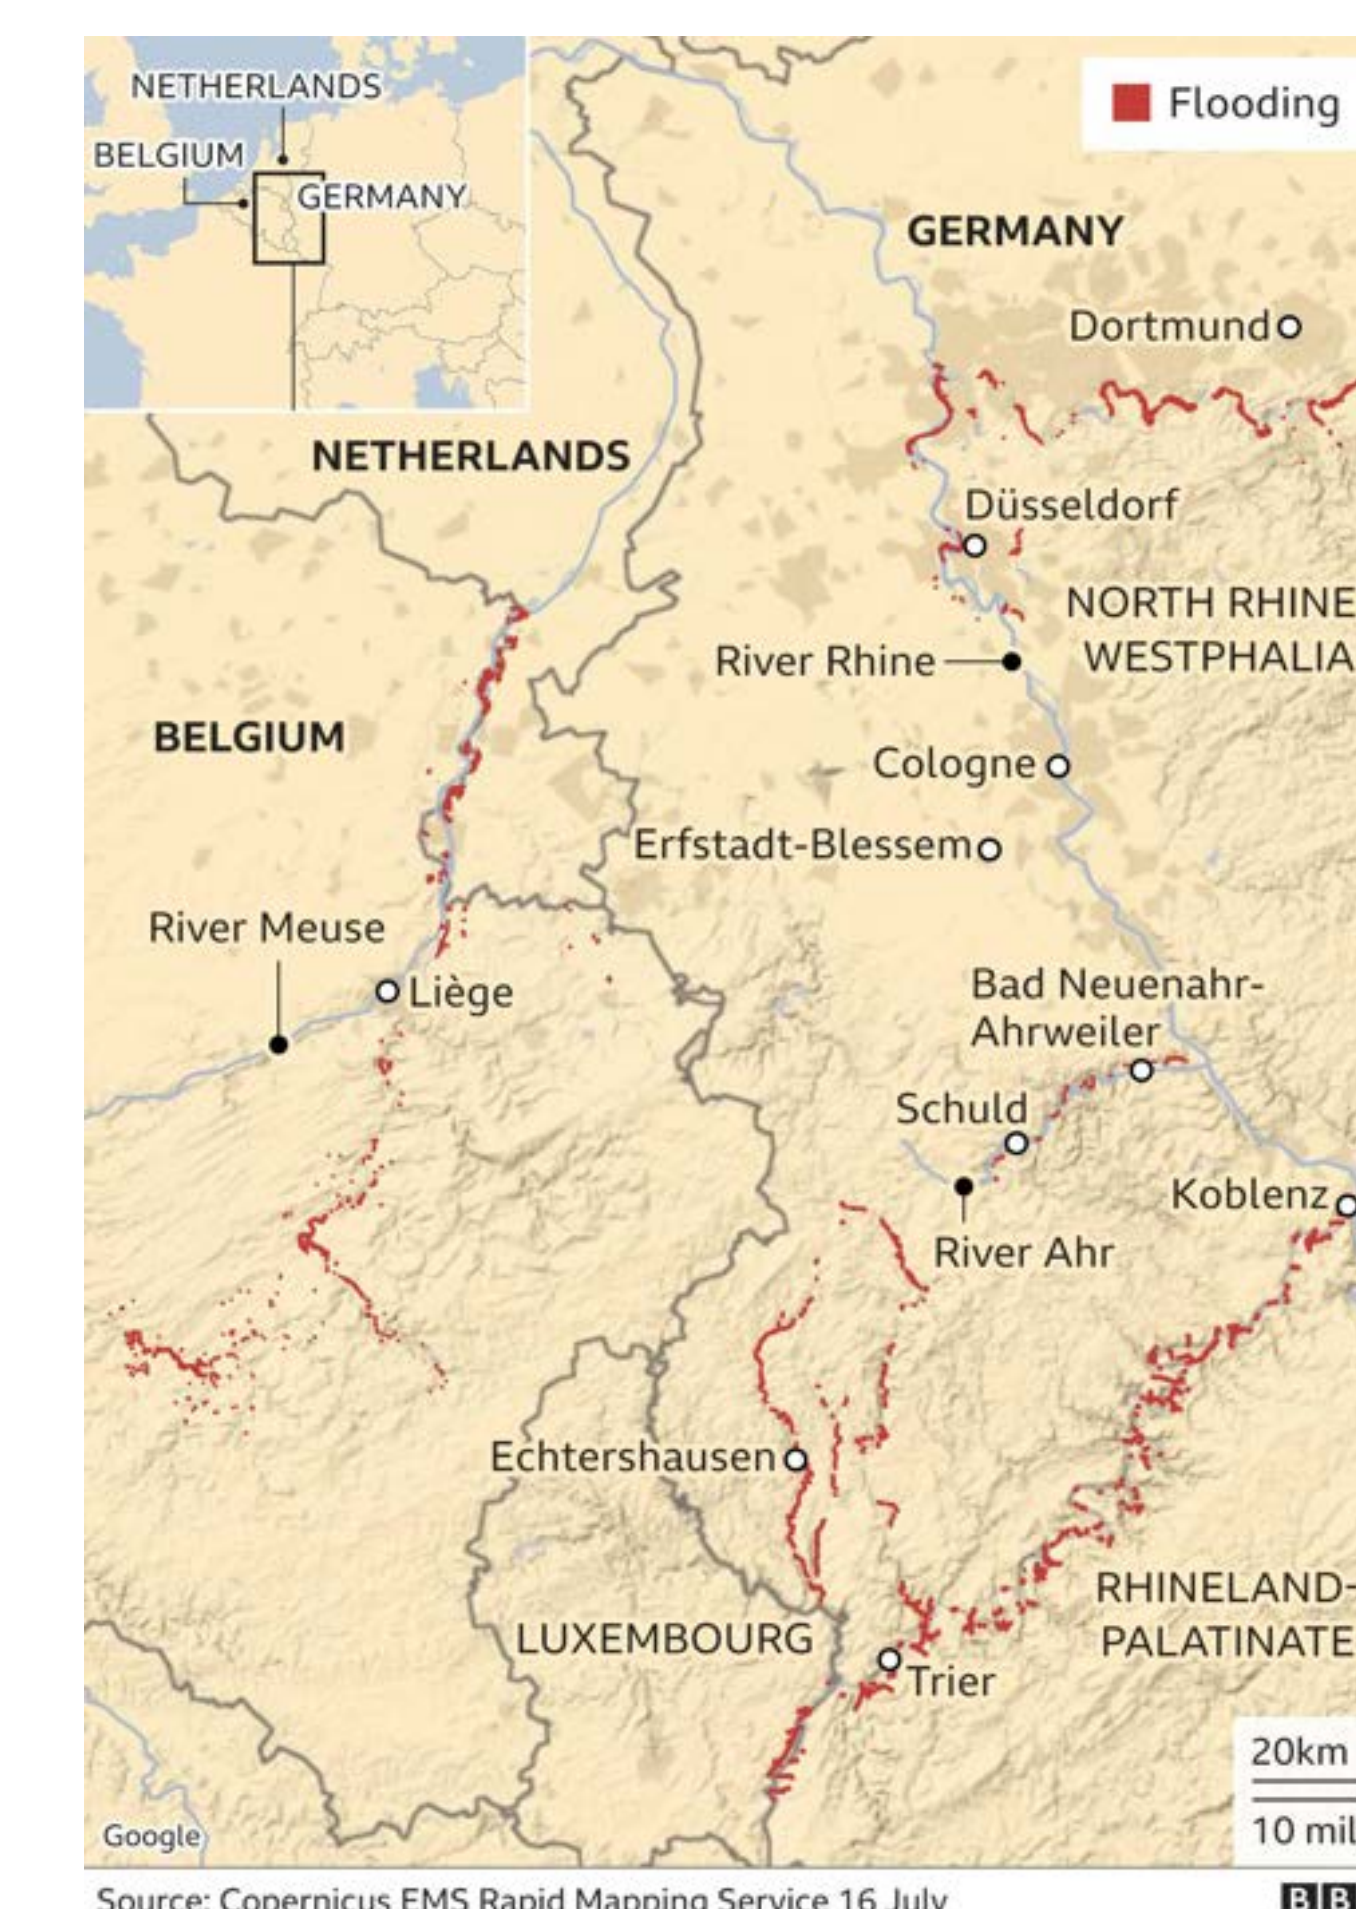 NETHERLANDS
BELGIUM
GERMANY
Flooding
GERMANY
Dortmund
NETHERLANDS
Düsseldorf
NORTH RHINE
WESTPHALIA
River Rhine
BELGIUM
Cologne
Erfstadt-Blessem
River Meuse
Liège
Bad Neuenahr-
Ahrweiler
Schuld
Koblenz
River Ahr
Echtershausen
RHINELAND-
PALATINATE
LUXEMBOURG
Trier
20km
10 mil
Google
Source: Copernicus EMS Rapid Mapping Service 16 July
BB